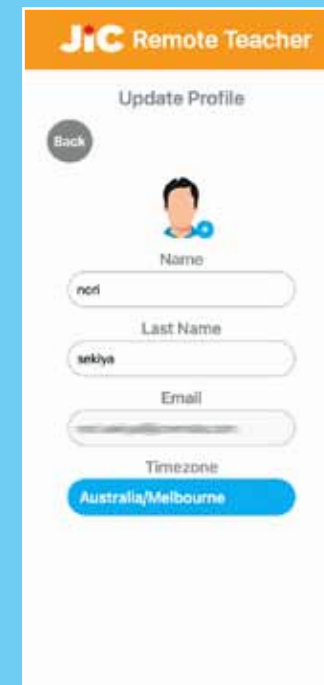 JiC Remote Teacher
Update Profile
Back
Name
nori
Last Name
sekiya
Email
Timezone
Australia/Melbourne